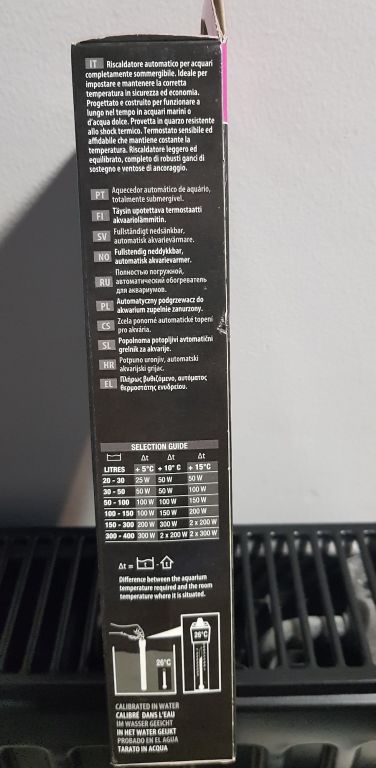 IT Riscaldatore automatico per acquari
completamente sommergibile. Ideale per
impostare e mantenere la corretta
temperatura in sicurezza ed economia.
Progettato e costruito per funzionare a
lungo nel tempo in acquari marini o
d'acqua dolce. Provetta in quarzo resistente
allo shock termico. Termostato sensibile ed
affidabile che mantiene costante la
temperatura. Riscaldatore leggero ed
equilibrato, completo di robusti ganci di
sostegno e ventose di ancoraggio.
PT Aquecedor automático de aquário,
totalmente submergível.
FI Täysin upotettava termostaatti
akvaariolämmitin.
SV Fullständigt nedsänkbar,
automatisk akvarievärmare.
NO Fullstendig neddykkbar,
automatisk akvarievarmer.
RU Полностью погружной,
автоматический обогреватель
для аквариумов.
PL Automatyczny podgrzewacz do
akwarium zupełnie zanurzony.
CS Zcela ponorné automatické topení
pro akvária.
SL Popolnoma potopljivi avtomatični
grelnik za akvarije.
HR Potpuno uronjiv, automatski
akvarijski grijac.
EL Πλήρως βυθιζόμενο, αυτόματος
θερμοστάτης ενυδρείου.
SELECTION GUIDE
Δt Δt Δt
LITRES + 5°C + 10° C + 15°C
20 - 30 25 W 50 W 50 W
30 - 50 50 W 50 W 100 W
50 - 100 100 W 100 W 150 W
100 - 150 100 W 150 W 200 W
150 - 300 200 W 300 W 2 x 200 W
300 - 400 300 W 2 x 200 W 2 x 300 W
Δt = t - t
Difference between the aquarium
temperature required and the room
temperature where it is situated.
26°C
26°C
CALIBRATED IN WATER
CALIBRÉ DANS L'EAU
IM WASSER GEEICHT
IN HET WATER GEIJKT
PROBADO EN EL AGUA
TARATO IN ACQUA